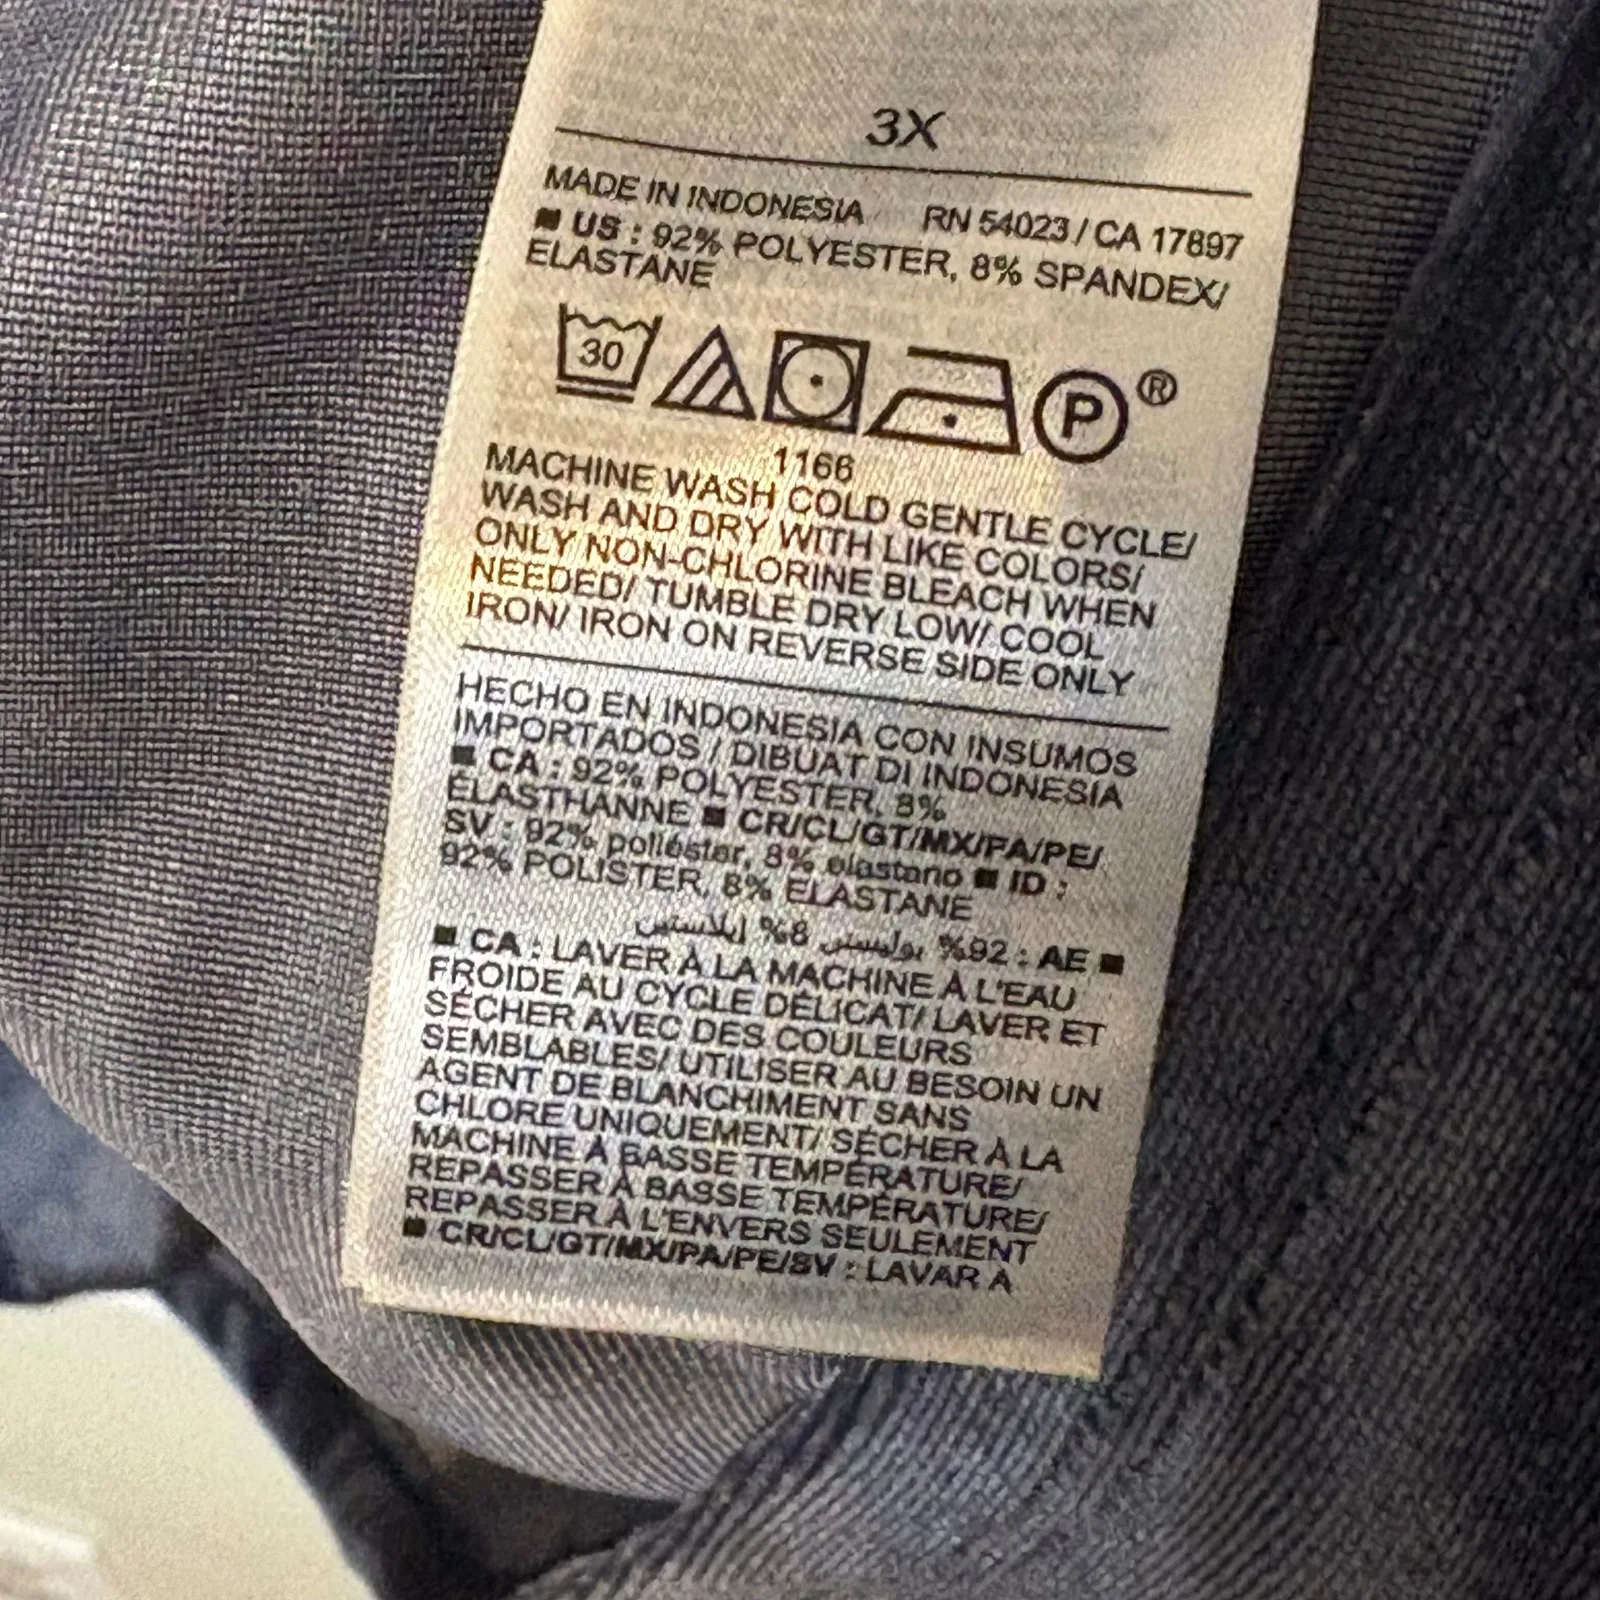 3X
MADE IN INDONESIA RN 54023 / CA 17897
■ US : 92% POLYESTER, 8% SPANDEX/
ELASTANE
30 P ®
1166
MACHINE WASH COLD GENTLE CYCLE/
WASH AND DRY WITH LIKE COLORS/
ONLY NON-CHLORINE BLEACH WHEN
NEEDED/ TUMBLE DRY LOW/ COOL
IRON/ IRON ON REVERSE SIDE ONLY
HECHO EN INDONESIA CON INSUMOS
IMPORTADOS / DIBUAT DI INDONESIA
■ CA : 92% POLYESTER, 8%
ÉLASTHANNE ■ CR/CL/GT/MX/PA/PE/
SV : 92% poliéster, 8% elastano ■ ID :
92% POLISTER, 8% ELASTANE
■ AE : 92% بوليستر، 8% إيلاستين
■ CA : LAVER À LA MACHINE À L'EAU
FROIDE AU CYCLE DÉLICAT/ LAVER ET
SÉCHER AVEC DES COULEURS
SEMBLABLES/ UTILISER AU BESOIN UN
AGENT DE BLANCHIMENT SANS
CHLORE UNIQUEMENT/ SÉCHER À LA
MACHINE À BASSE TEMPÉRATURE/
REPASSER À BASSE TEMPÉRATURE/
REPASSER À L'ENVERS SEULEMENT
■ CR/CL/GT/MX/PA/PE/SV : LAVAR A